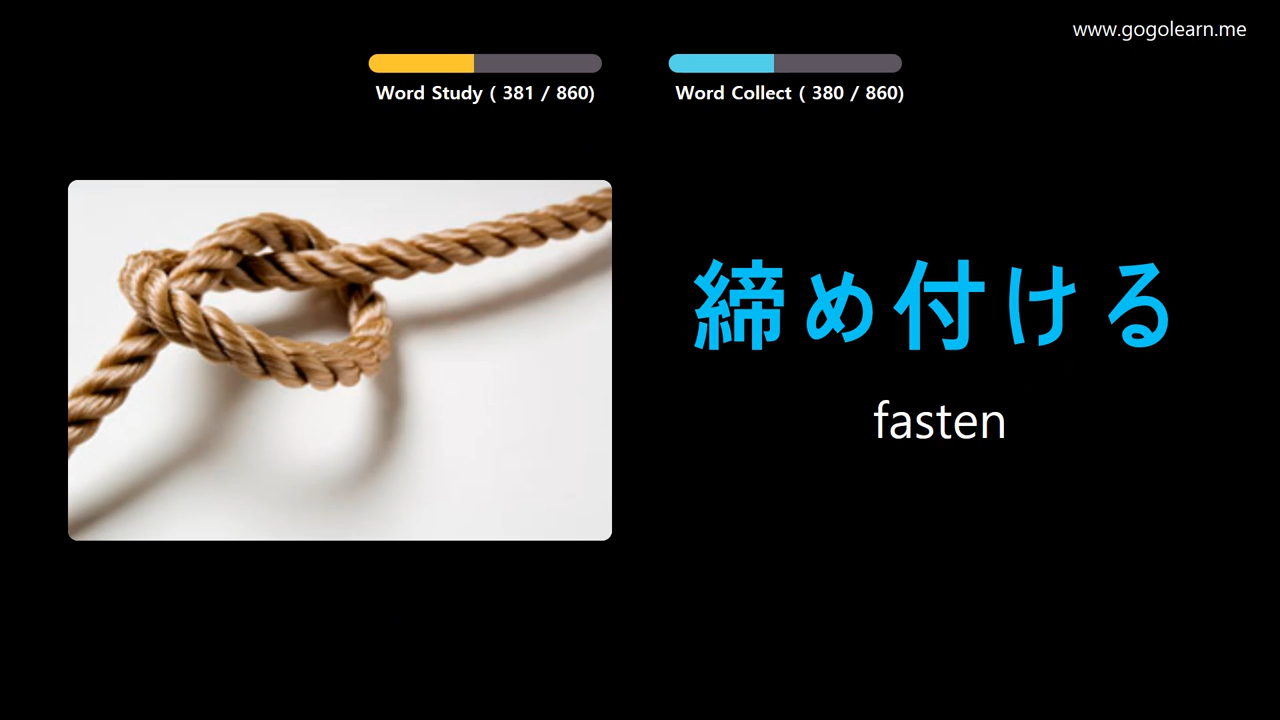 www.gogolearn.me
Word Study ( 381 / 860)
Word Collect ( 380 / 860)
締め付ける
fasten